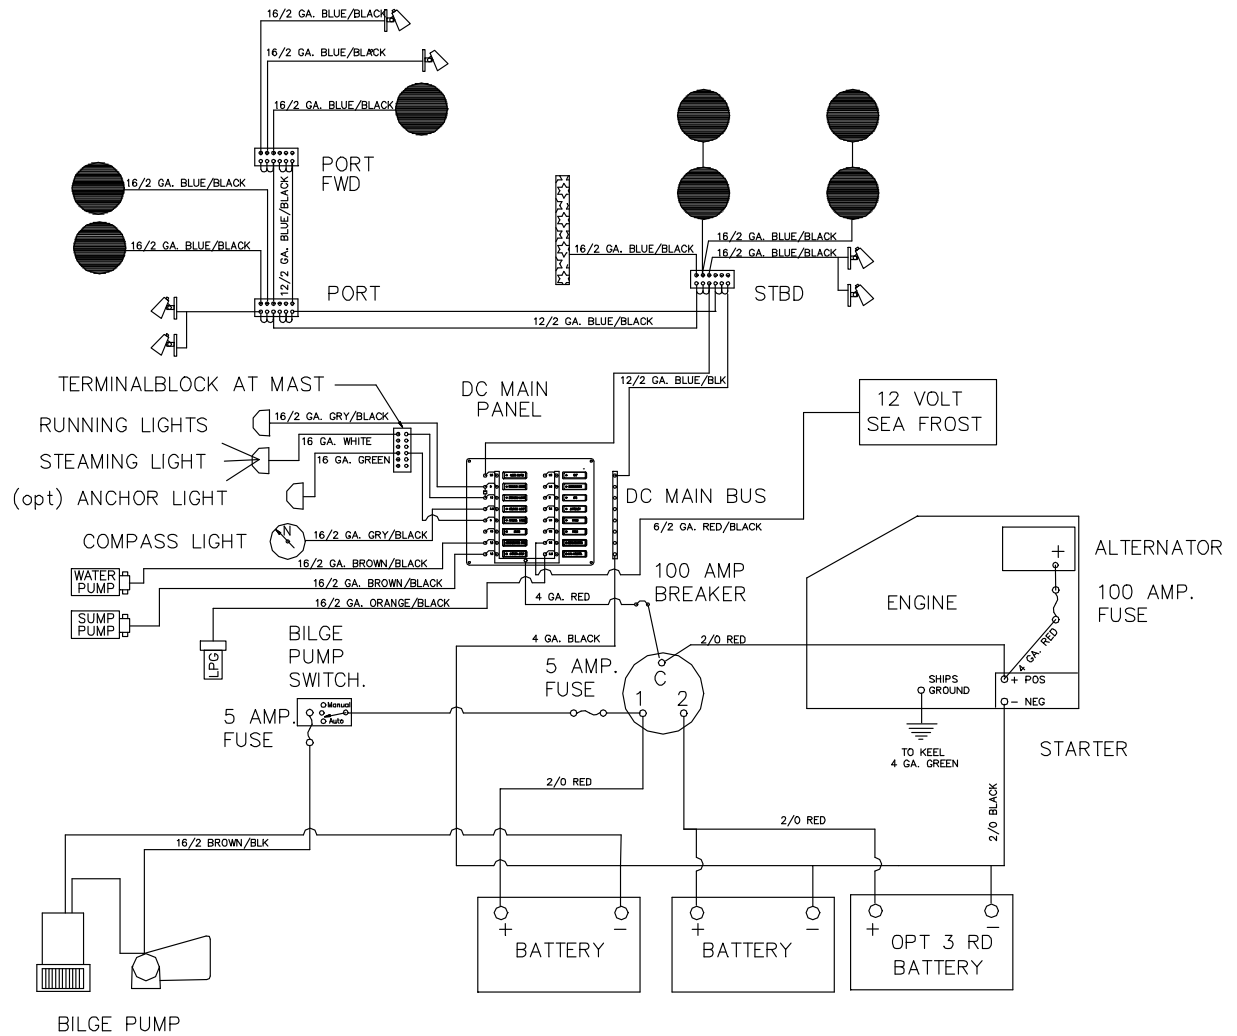 16/2 GA. BLUE/BLACK
16/2 GA. BLUE/BLACK
16/2 GA. BLUE/BLACK
PORT
FWD
16/2 GA. BLUE/BLACK
12/2 GA. BLUE/BLACK
16/2 GA. BLUE/BLACK
16/2 GA. BLUE/BLACK
16/2 GA. BLUE/BLACK
16/2 GA. BLUE/BLACK
PORT
STBD
12/2 GA. BLUE/BLACK
TERMINALBLOCK AT MAST
DC MAIN
PANEL
12/2 GA. BLUE/BLK
12 VOLT
SEA FROST
RUNNING LIGHTS
16/2 GA. GRY/BLACK
STEAMING LIGHT
16 GA. WHITE
16 GA. GREEN
(opt) ANCHOR LIGHT
DC MAIN BUS
6/2 GA. RED/BLACK
COMPASS LIGHT
N
16/2 GA. GRY/BLACK
WATER
PUMP
16/2 GA. BROWN/BLACK
16/2 GA. BROWN/BLACK
16/2 GA. ORANGE/BLACK
SUMP
PUMP
LPG
4 GA. RED
100 AMP
BREAKER
ENGINE
+
ALTERNATOR
100 AMP.
FUSE
4 GA. RED
BILGE
PUMP
SWITCH.
4 GA. BLACK
2/0 RED
5 AMP.
FUSE
C
1
2
SHIPS
GROUND
+ POS
- NEG
Manual
Auto
5 AMP.
FUSE
TO KEEL
4 GA. GREEN
STARTER
2/0 RED
2/0 RED
2/0 BLACK
16/2 BROWN/BLK
+
-
BATTERY
+
-
BATTERY
+
-
OPT 3 RD
BATTERY
BILGE PUMP